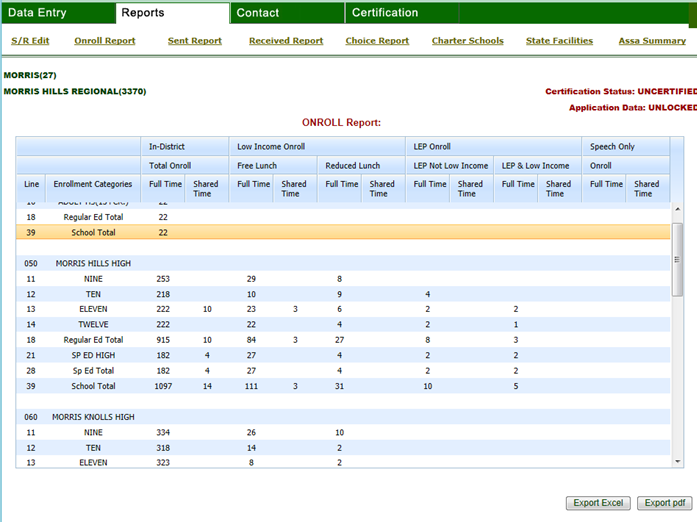 Data Entry Reports Contact Certification
S/R Edit Onroll Report Sent Report Received Report Choice Report Charter Schools State Facilities Assa Summary
MORRIS(27)
MORRIS HILLS REGIONAL(3370)
Certification Status: UNCERTIFIED
Application Data: UNLOCKED
ONROLL Report:
In-District Low Income Onroll LEP Onroll Speech Only
Total Onroll Free Lunch Reduced Lunch LEP Not Low Income LEP & Low Income Onroll
Line Enrollment Categories Full Time Shared Time Full Time Shared Time Full Time Shared Time Full Time Shared Time Full Time Shared Time Full Time Shared Time
18 Regular Ed Total 22
39 School Total 22
050 MORRIS HILLS HIGH
11 NINE 253 29 8
12 TEN 218 10 9 4
13 ELEVEN 222 10 23 3 6 2 2
14 TWELVE 222 22 4 2 1
18 Regular Ed Total 915 10 84 3 27 8 3
21 SP ED HIGH 182 4 27 4 2 2
28 Sp Ed Total 182 4 27 4 2 2
39 School Total 1097 14 111 3 31 10 5
060 MORRIS KNOLLS HIGH
11 NINE 334 26 10
12 TEN 318 14 2
13 ELEVEN 323 8 2
Export Excel Export pdf